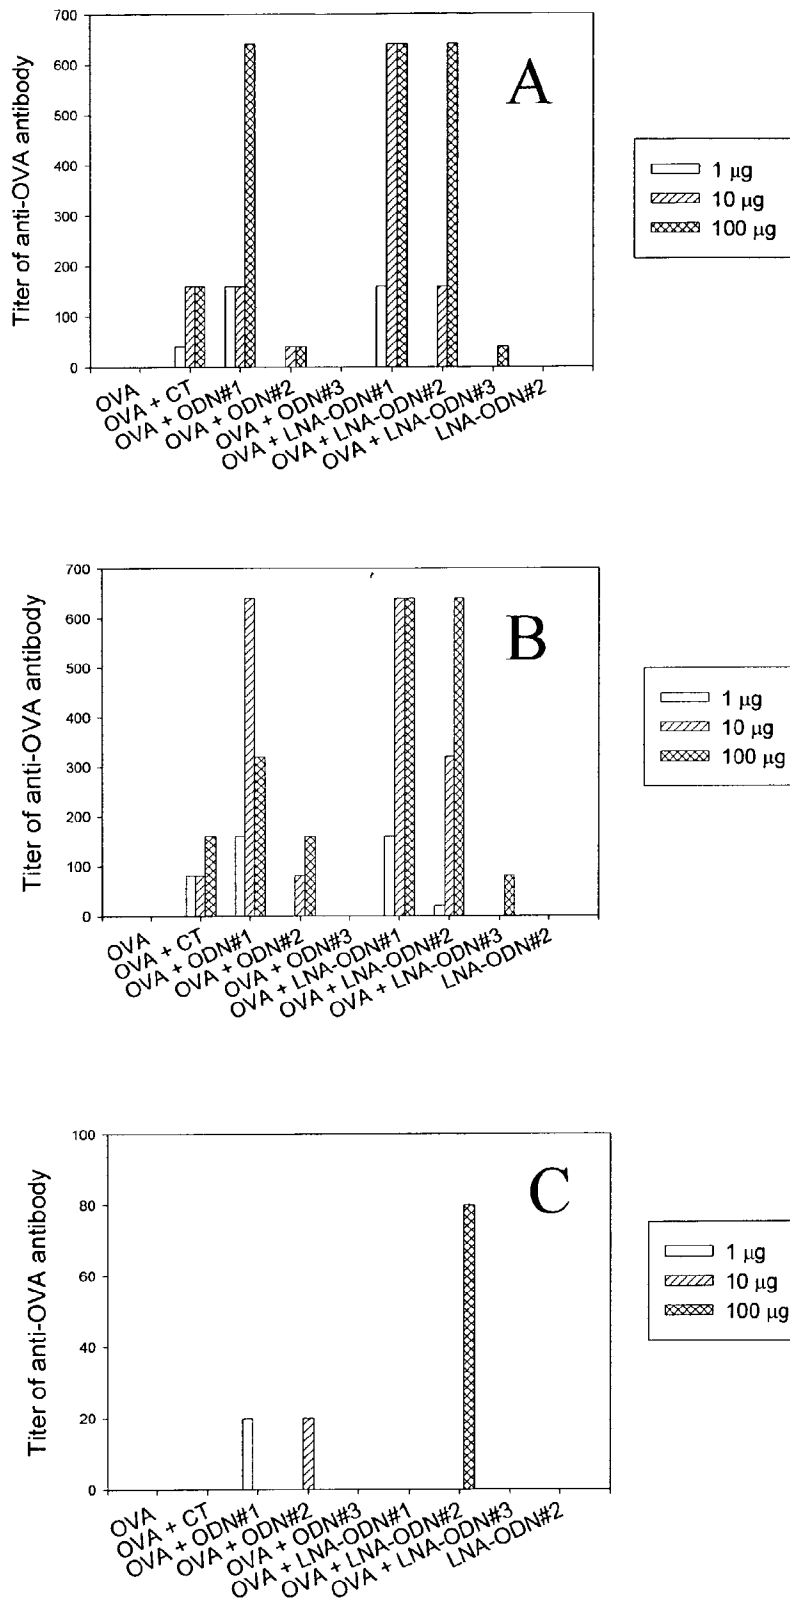 700
600
500
400
300
200
100
0
Titer of anti-OVA antibody
A
1 μg
10 μg
100 μg
OVA
OVA + CT
OVA + ODN#1
OVA + ODN#2
OVA + ODN#3
OVA + LNA-ODN#1
OVA + LNA-ODN#2
OVA + LNA-ODN#3
LNA-ODN#2
700
600
500
400
300
200
100
0
Titer of anti-OVA antibody
B
1 μg
10 μg
100 μg
OVA
OVA + CT
OVA + ODN#1
OVA + ODN#2
OVA + ODN#3
OVA + LNA-ODN#1
OVA + LNA-ODN#2
OVA + LNA-ODN#3
LNA-ODN#2
100
80
60
40
20
0
Titer of anti-OVA antibody
C
1 μg
10 μg
100 μg
OVA
OVA + CT
OVA + ODN#1
OVA + ODN#2
OVA + ODN#3
OVA + LNA-ODN#1
OVA + LNA-ODN#2
OVA + LNA-ODN#3
LNA-ODN#2